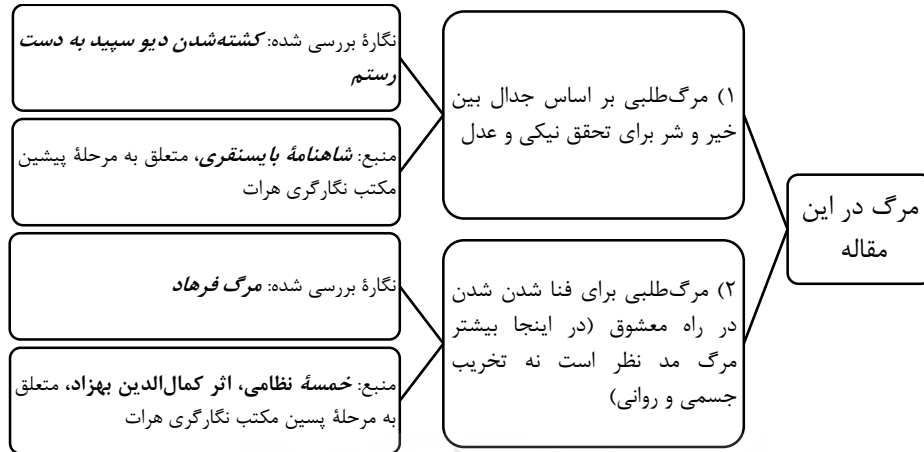 مرگ در این
مقاله
۱) مرگ‌طلبی بر اساس جدال بین
خیر و شر برای تحقق نیکی و عدل
نگارهٔ بررسی شده: کشته‌شدن دیو سپید به دست
رستم
منبع: شاهنامهٔ بایسنقری، متعلق به مرحلهٔ پیشین
مکتب نگارگری هرات
۲) مرگ‌طلبی برای فنا شدن شدن
در راه معشوق (در اینجا بیشتر
مرگ مد نظر است نه تخریب
جسمی و روانی)
نگارهٔ بررسی شده: مرگ فرهاد
منبع: خمسهٔ نظامی، اثر کمال‌الدین بهزاد، متعلق
به مرحلهٔ پسین مکتب نگارگری هرات